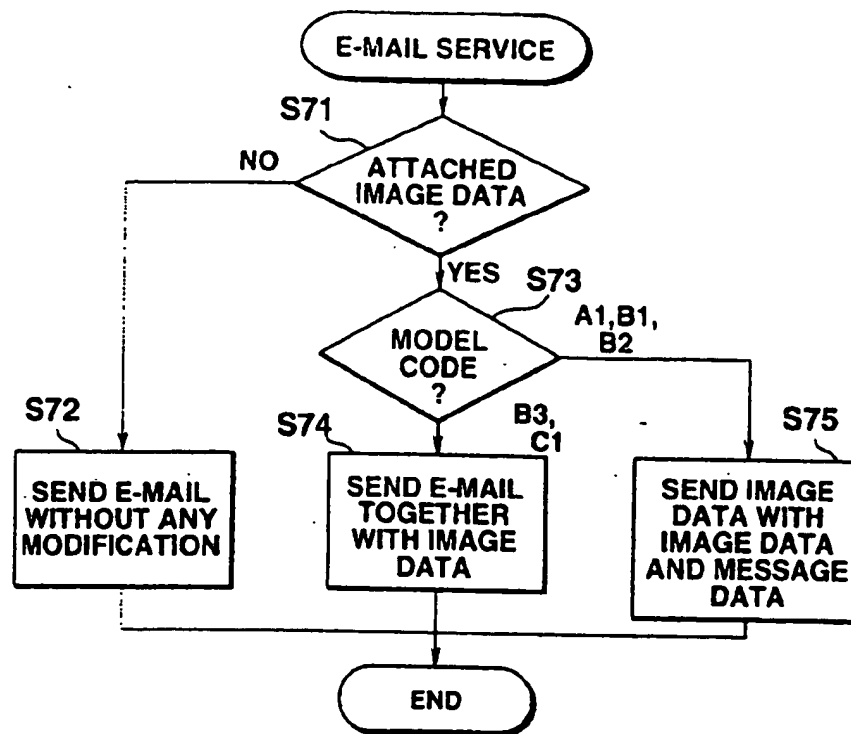 E-MAIL SERVICE
S71
NO
ATTACHED
IMAGE DATA
?
YES
S73
MODEL
CODE
?
A1,B1,
B2
B3,
C1
S72
SEND E-MAIL
WITHOUT ANY
MODIFICATION
S74
SEND E-MAIL
TOGETHER
WITH IMAGE
DATA
S75
SEND IMAGE
DATA WITH
IMAGE DATA
AND MESSAGE
DATA
END